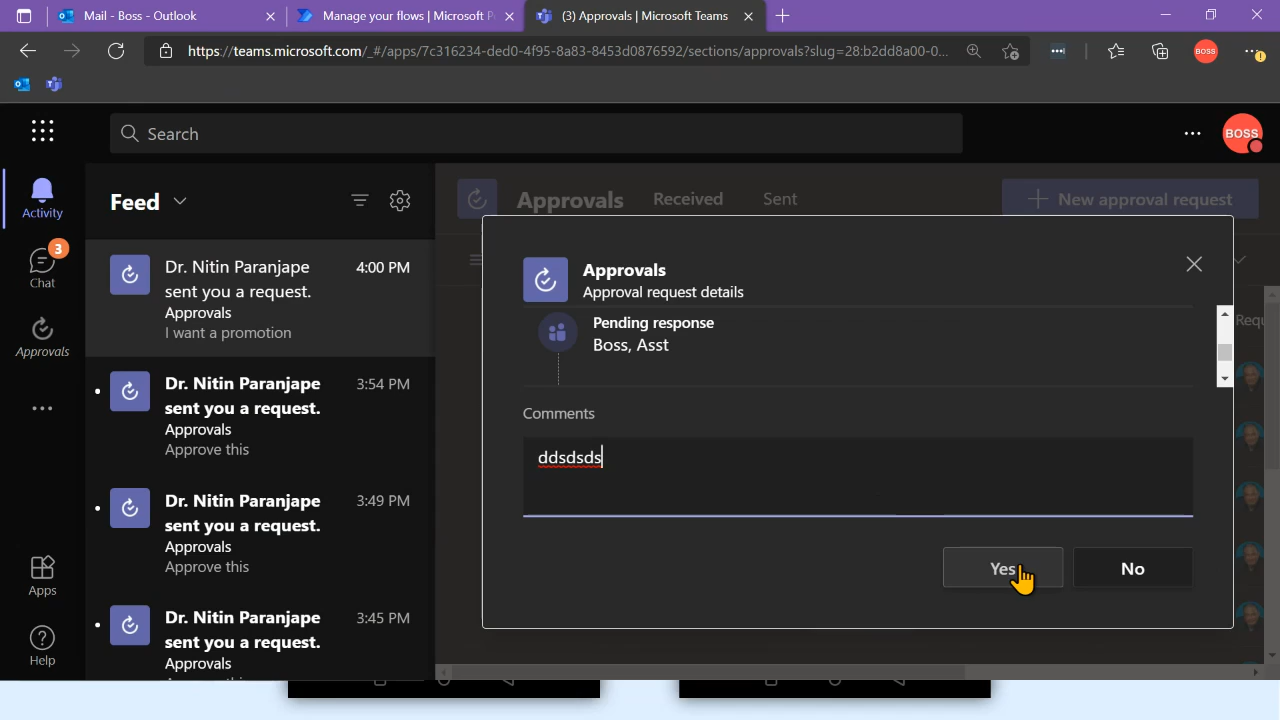 Mail - Boss - Outlook
Manage your flows | Microsoft P
(3) Approvals | Microsoft Teams
https://teams.microsoft.com/_#/apps/7c316234-ded0-4f95-8a83-8453d0876592/sections/approvals?slug=28:b2dd8a00-0...
BOSS
Search
BOSS
Activity
3
Chat
Approvals
Apps
Help
Feed
Dr. Nitin Paranjape
4:00 PM
sent you a request.
Approvals
I want a promotion
Dr. Nitin Paranjape
3:54 PM
sent you a request.
Approvals
Approve this
Dr. Nitin Paranjape
3:49 PM
sent you a request.
Approvals
Approve this
Dr. Nitin Paranjape
3:45 PM
sent you a request.
Approvals
Approvals
Received
Sent
New approval request
Requ
Approvals
Approval request details
Pending response
Boss, Asst
Comments
ddsdsds
Yes
No